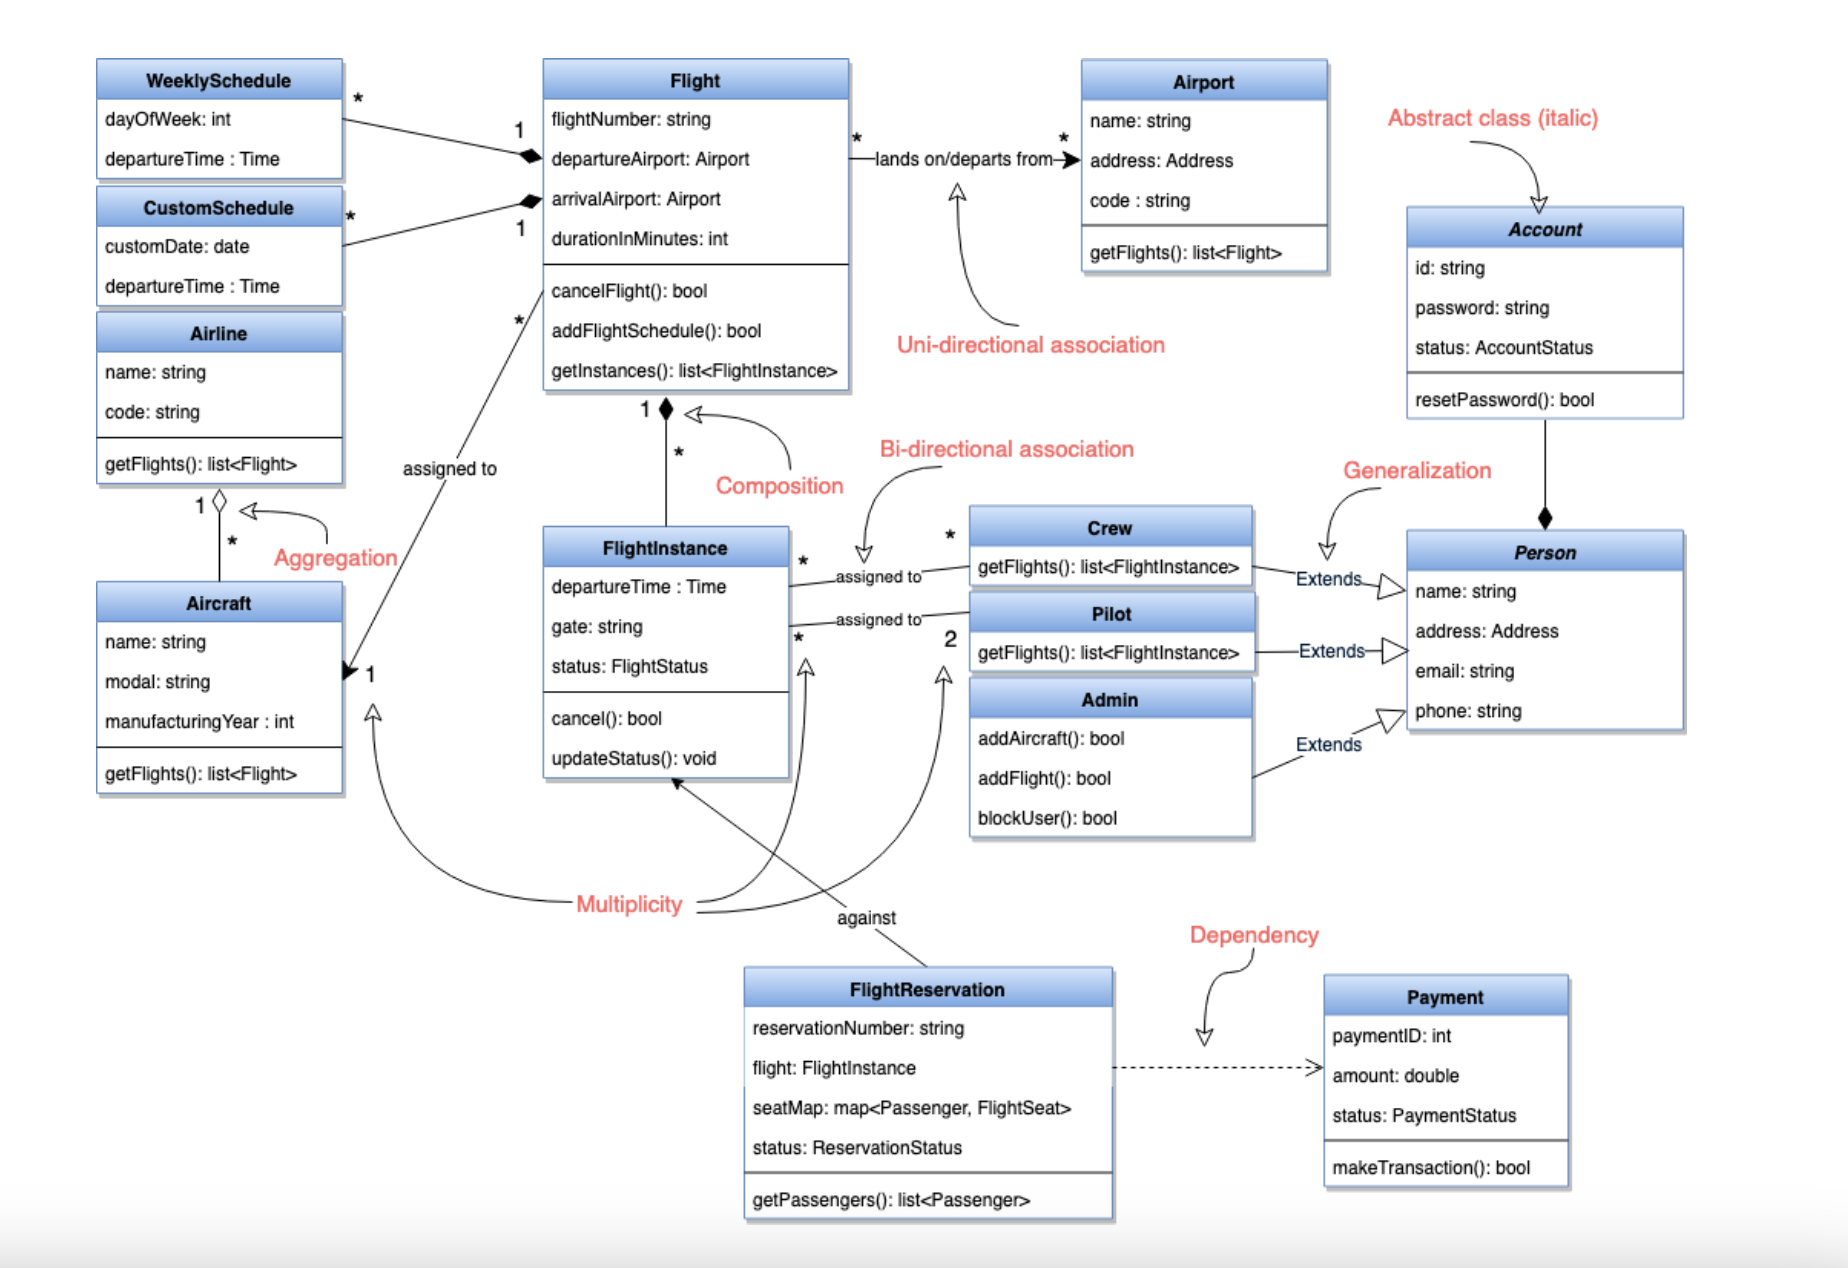 WeeklySchedule
dayOfWeek: int
departureTime : Time
*
1
CustomSchedule
customDate: date
departureTime : Time
*
1
Flight
flightNumber: string
departureAirport: Airport
arrivalAirport: Airport
durationInMinutes: int
cancelFlight(): bool
addFlightSchedule(): bool
getInstances(): list<FlightInstance>
*
lands on/departs from
*
Airport
name: string
address: Address
code : string
getFlights(): list<Flight>
Uni-directional association
Abstract class (italic)
Account
id: string
password: string
status: AccountStatus
resetPassword(): bool
Airline
name: string
code: string
getFlights(): list<Flight>
1
*
Aggregation
*
assigned to
1
Aircraft
name: string
modal: string
manufacturingYear : int
getFlights(): list<Flight>
1
*
Composition
Bi-directional association
Generalization
FlightInstance
departureTime : Time
gate: string
status: FlightStatus
cancel(): bool
updateStatus(): void
*
assigned to
*
*
assigned to
2
Crew
getFlights(): list<FlightInstance>
Extends
Pilot
getFlights(): list<FlightInstance>
Extends
Admin
addAircraft(): bool
addFlight(): bool
blockUser(): bool
Extends
Person
name: string
address: Address
email: string
phone: string
Multiplicity
against
Dependency
FlightReservation
reservationNumber: string
flight: FlightInstance
seatMap: map<Passenger, FlightSeat>
status: ReservationStatus
getPassengers(): list<Passenger>
Payment
paymentID: int
amount: double
status: PaymentStatus
makeTransaction(): bool